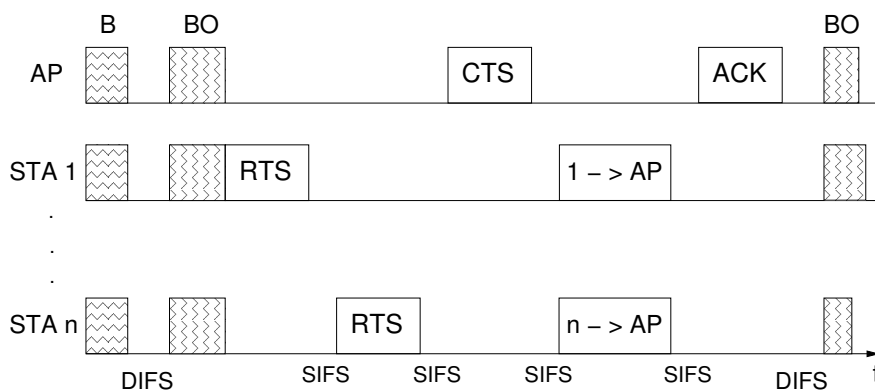 B BO BO
AP CTS ACK
STA 1 RTS 1 -> AP
.
.
.
STA n RTS n -> AP
DIFS SIFS SIFS SIFS SIFS DIFS t